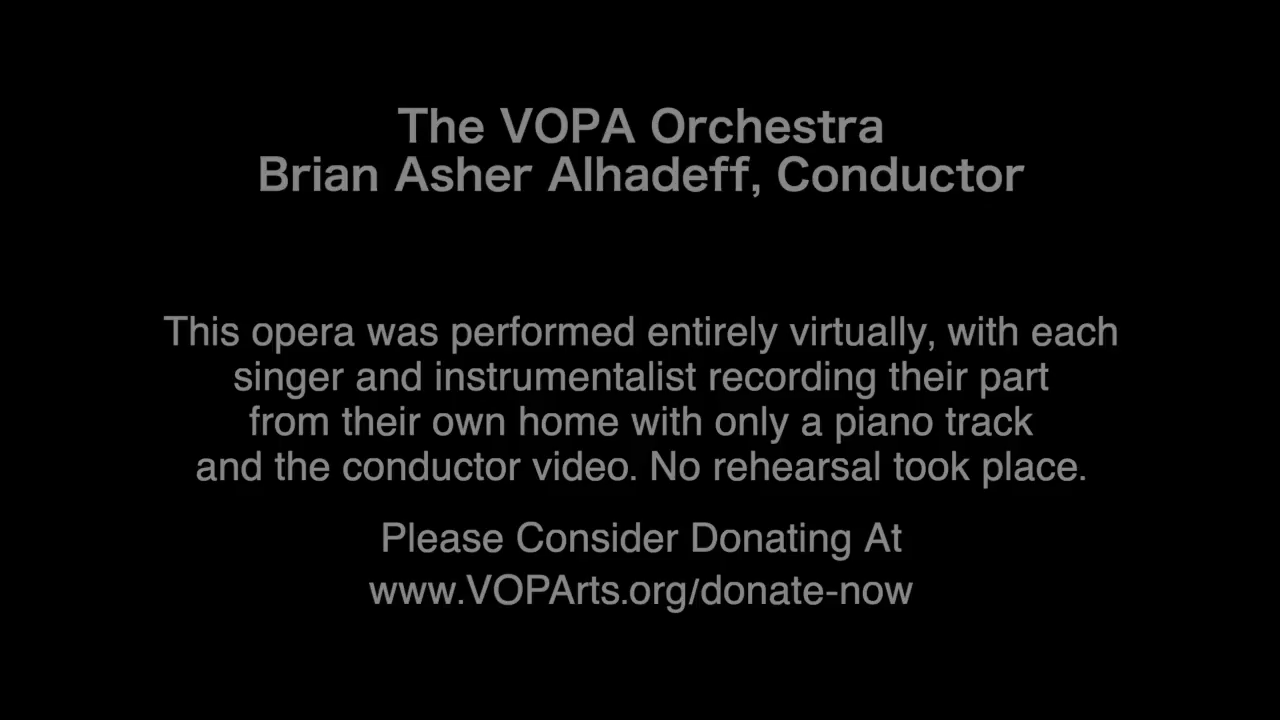 The VOPA Orchestra
Brian Asher Alhadeff, Conductor
This opera was performed entirely virtually, with each
singer and instrumentalist recording their part
from their own home with only a piano track
and the conductor video. No rehearsal took place.
Please Consider Donating At
www.VOPArts.org/donate-now